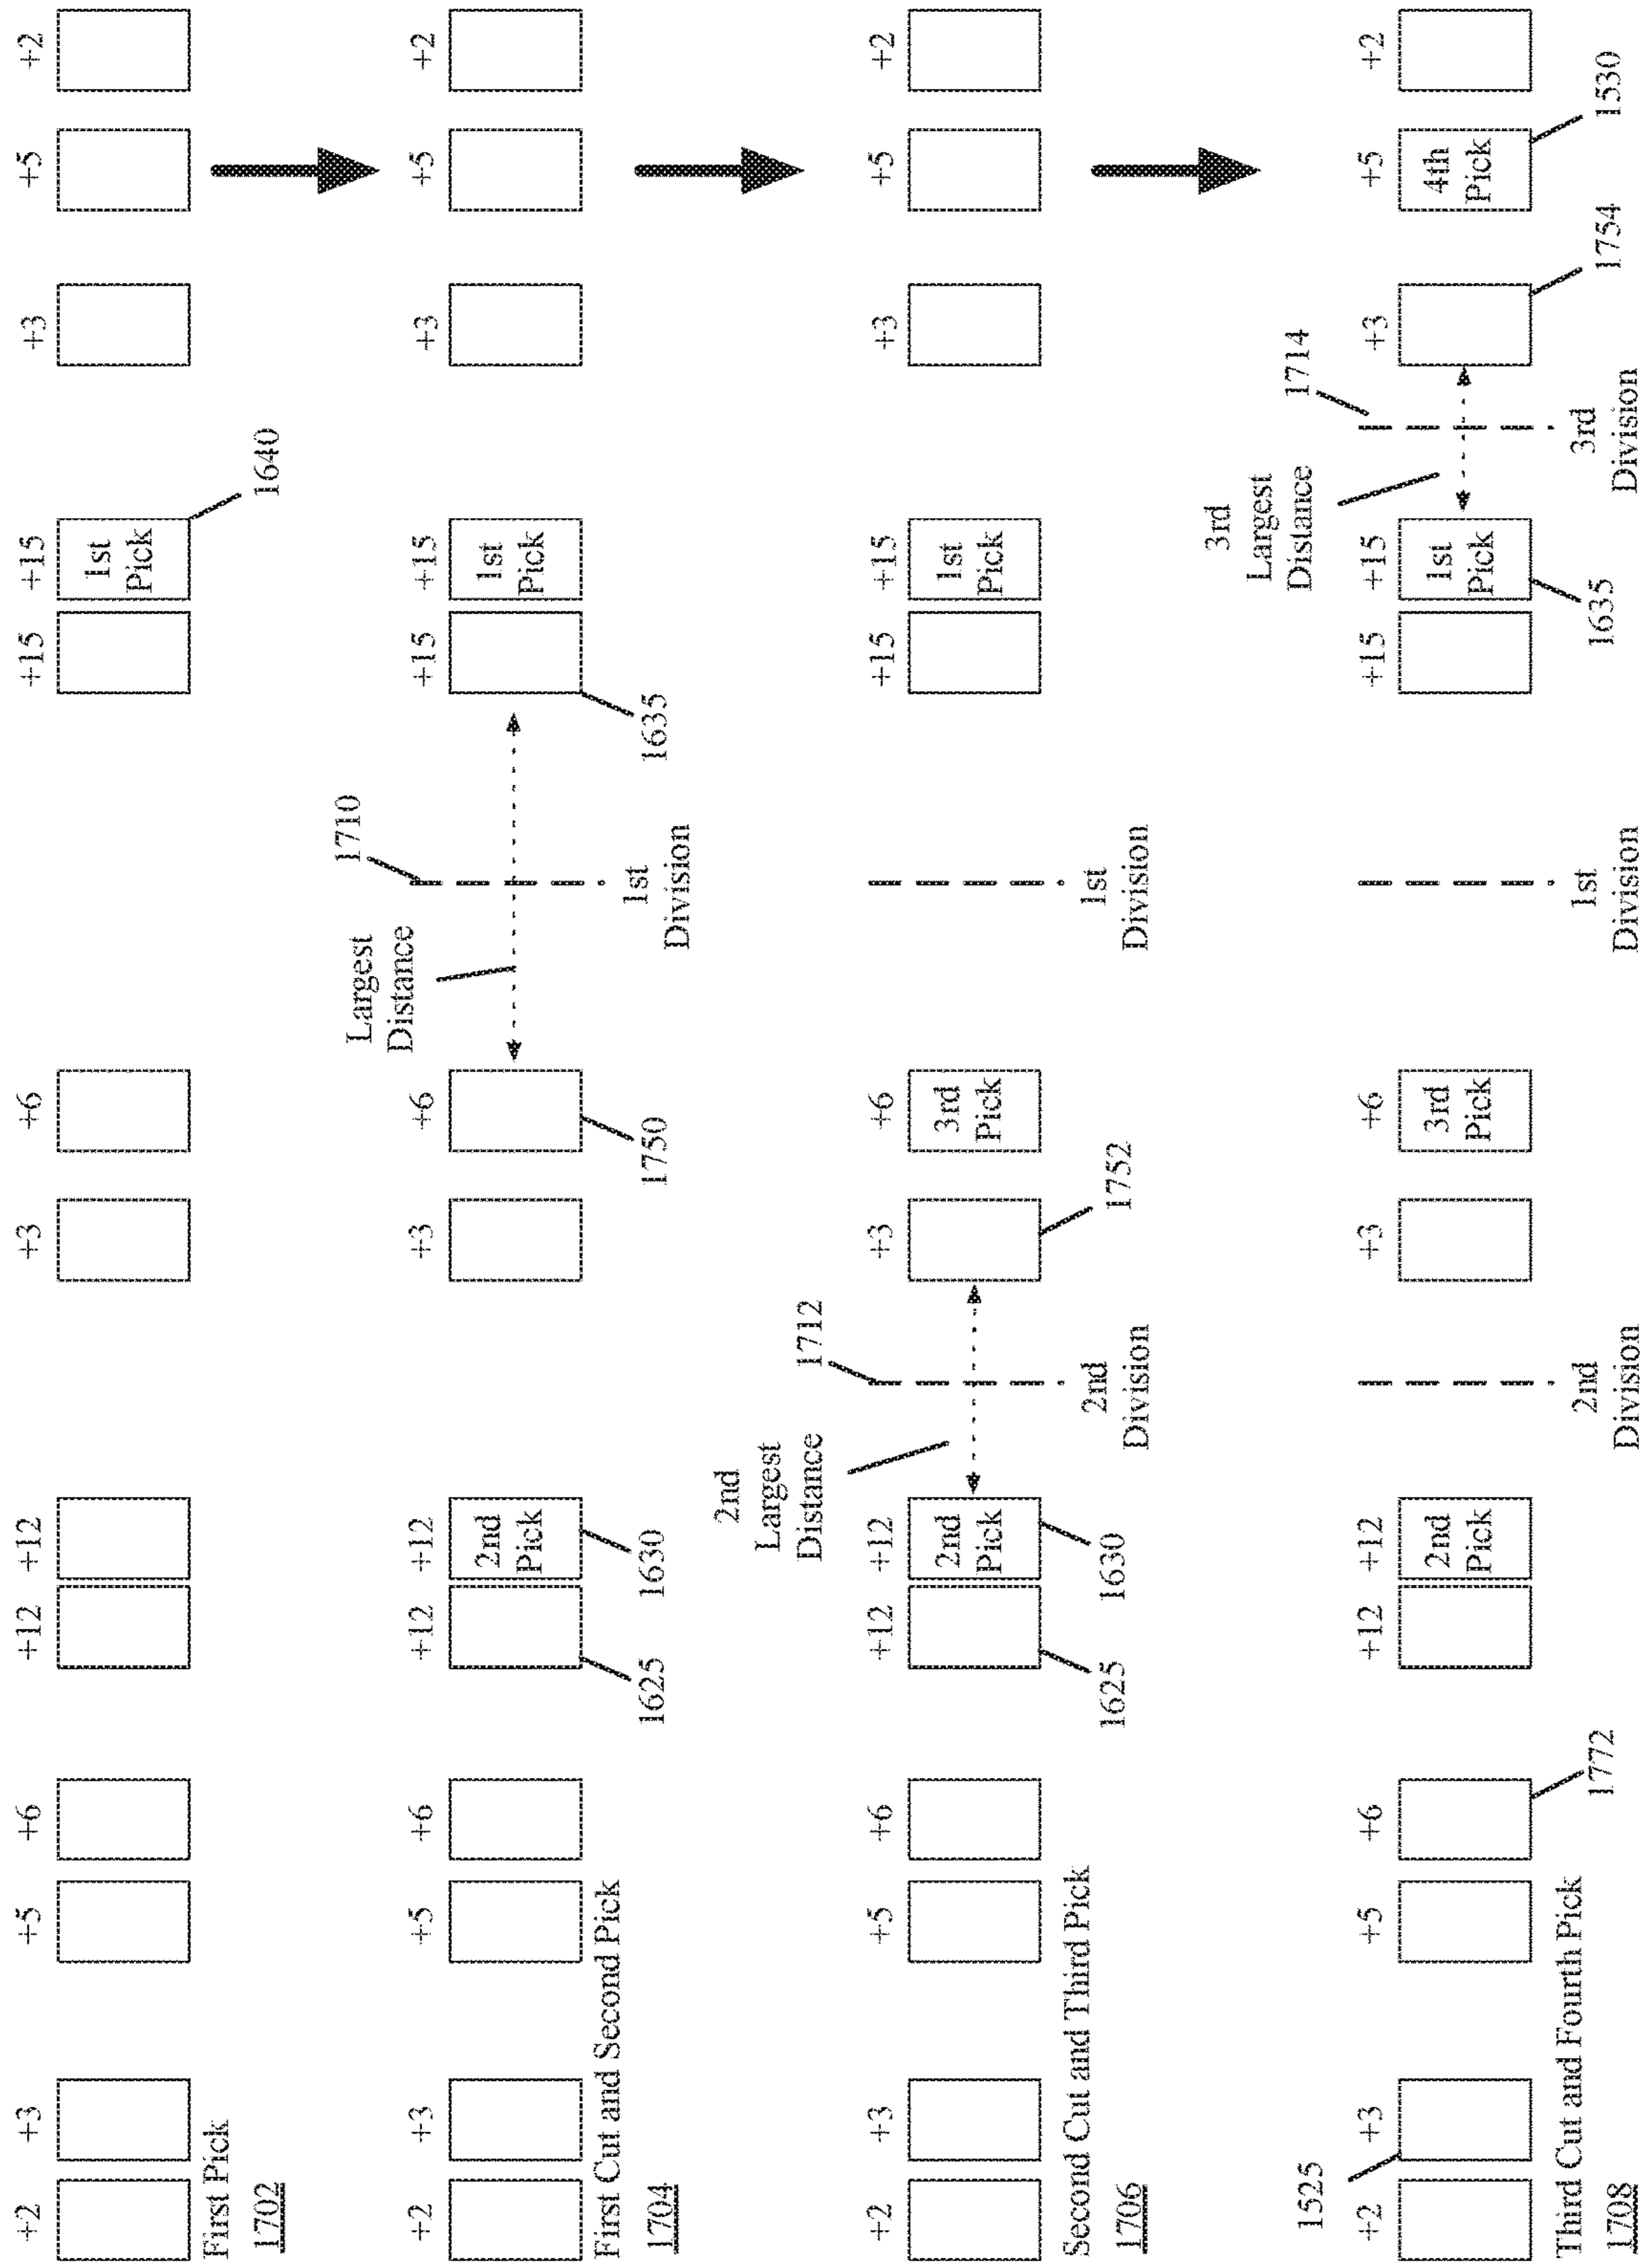 +2 +3 +5 +6 +12 +12 +3 +6 +15 +15 +3 +5 +2
1st
Pick
First Pick
1702
1640
Largest
Distance
1710
+2 +3 +5 +6 +12 +12 +3 +6 +15 +15 +3 +5 +2
2nd
Pick
1st
Pick
First Cut and Second Pick
1704
1625
1630
1750
1st
Division
1635
2nd
Largest
Distance
1712
+2 +3 +5 +6 +12 +12 +3 +6 +15 +15 +3 +5 +2
2nd
Pick
3rd
Pick
1st
Pick
Second Cut and Third Pick
1706
1625
1630
2nd
Division
1752
1st
Division
3rd
Largest
Distance
1714
1525
+2 +3 +5 +6 +12 +12 +3 +6 +15 +15 +3 +5 +2
2nd
Pick
3rd
Pick
1st
Pick
4th
Pick
Third Cut and Fourth Pick
1708
1772
2nd
Division
1st
Division
1635
3rd
Division
1754
1530